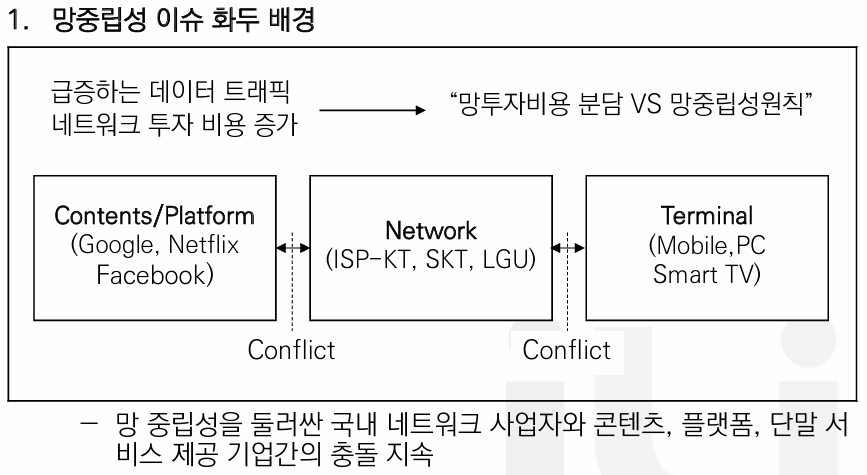 1. 망중립성 이슈 화두 배경
급증하는 데이터 트래픽
네트워크 투자 비용 증가
“망투자비용 분담 VS 망중립성원칙”
Contents/Platform
(Google, Netflix
Facebook)
Network
(ISP-KT, SKT, LGU)
Terminal
(Mobile,PC
Smart TV)
Conflict
Conflict
– 망 중립성을 둘러싼 국내 네트워크 사업자와 콘텐츠, 플랫폼, 단말 서
비스 제공 기업간의 충돌 지속